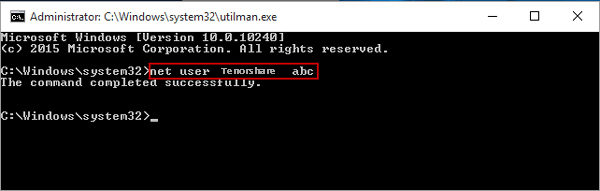 Administrator: C:\Windows\system32\utilman.exe
Microsoft Windows [Version 10.0.10240]
(c) 2015 Microsoft Corporation. All rights reserved.
C:\Windows\system32>net user Tenorshare abc
The command completed successfully.
C:\Windows\system32>_